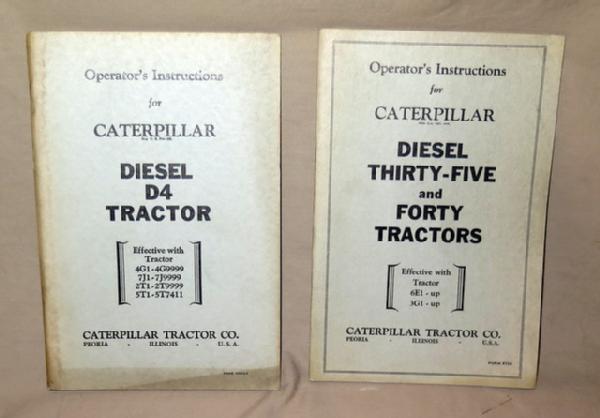 Operator's Instructions
for
CATERPILLAR
DIESEL
D4
TRACTOR
Effective with
Tractor
4G1-4G9999
7J1-7J9999
2T1-2T9999
5T1-5T7411
CATERPILLAR TRACTOR CO.
PEORIA - ILLINOIS - U.S.A.
Operator's Instructions
for
CATERPILLAR
DIESEL
THIRTY-FIVE
and
FORTY
TRACTORS
Effective with
Tractor
6E1 - up
3G1 - up
CATERPILLAR TRACTOR CO.
PEORIA - ILLINOIS - U.S.A.